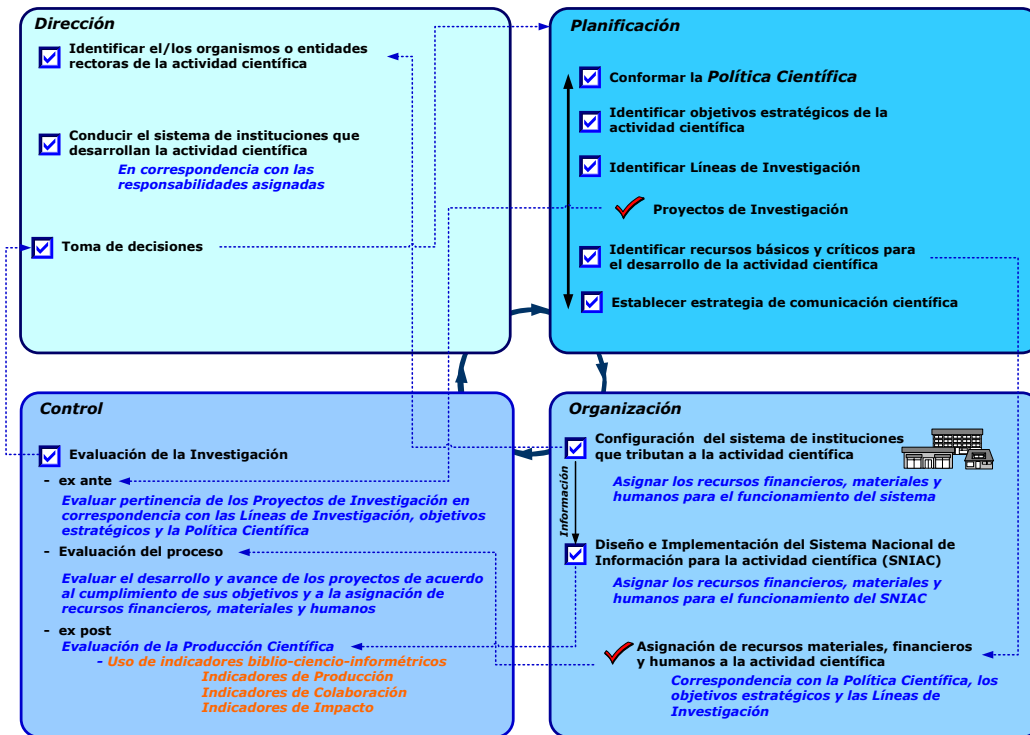 Dirección
Identificar el/los organismos o entidades
rectoras de la actividad científica
Conducir el sistema de instituciones que
desarrollan la actividad científica
En correspondencia con las
responsabilidades asignadas
Toma de decisiones
Planificación
Conformar la Política Científica
Identificar objetivos estratégicos de la
actividad científica
Identificar Líneas de Investigación
Proyectos de Investigación
Identificar recursos básicos y críticos para
el desarrollo de la actividad científica
Establecer estrategia de comunicación científica
Control
Evaluación de la Investigación
- ex ante
Evaluar pertinencia de los Proyectos de Investigación en
correspondencia con las Líneas de Investigación, objetivos
estratégicos y la Política Científica
- Evaluación del proceso
Evaluar el desarrollo y avance de los proyectos de acuerdo
al cumplimiento de sus objetivos y a la asignación de
recursos financieros, materiales y humanos
- ex post
Evaluación de la Producción Científica
- Uso de indicadores biblio-ciencio-informétricos
Indicadores de Producción
Indicadores de Colaboración
Indicadores de Impacto
Organización
Configuración del sistema de instituciones
que tributan a la actividad científica
Asignar los recursos financieros, materiales y
humanos para el funcionamiento del sistema
Información
Diseño e Implementación del Sistema Nacional de
Información para la actividad científica (SNIAC)
Asignar los recursos financieros, materiales y
humanos para el funcionamiento del SNIAC
Asignación de recursos materiales, financieros
y humanos a la actividad científica
Correspondencia con la Política Científica, los
objetivos estratégicos y las Líneas de
Investigación